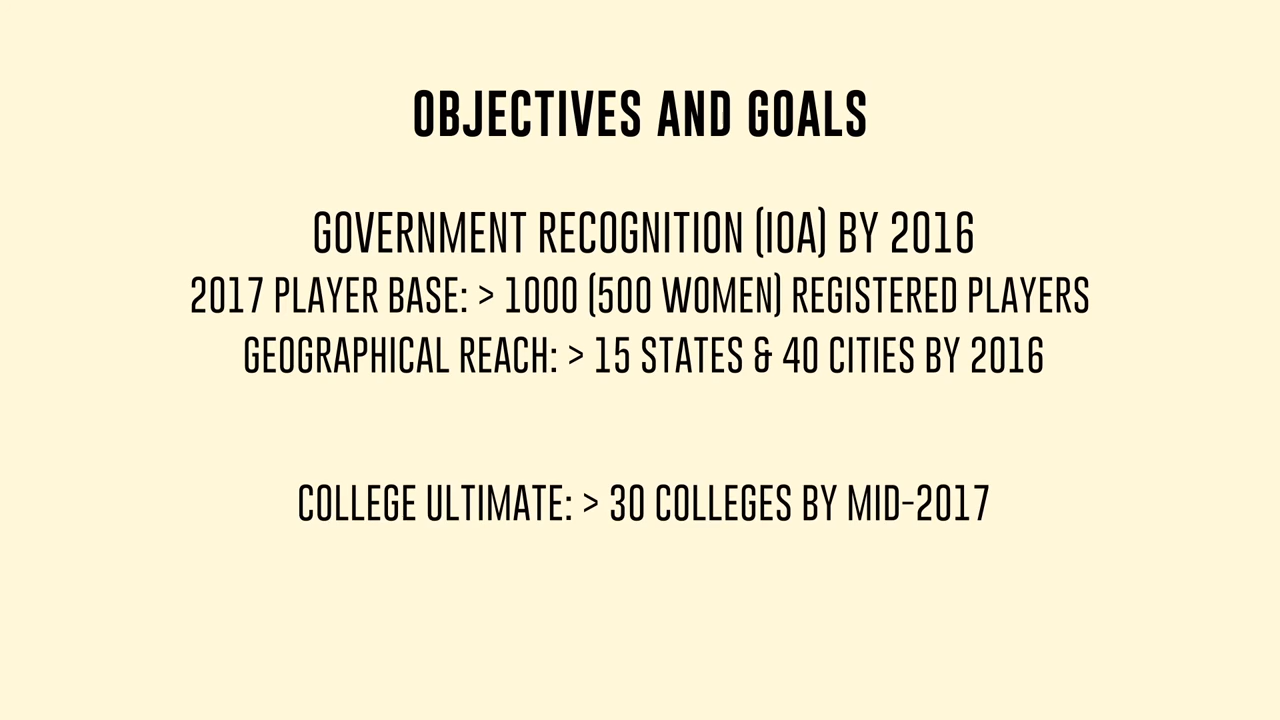 OBJECTIVES AND GOALS
GOVERNMENT RECOGNITION (IOA) BY 2016
2017 PLAYER BASE: > 1000 (500 WOMEN) REGISTERED PLAYERS
GEOGRAPHICAL REACH: > 15 STATES & 40 CITIES BY 2016
COLLEGE ULTIMATE: > 30 COLLEGES BY MID-2017